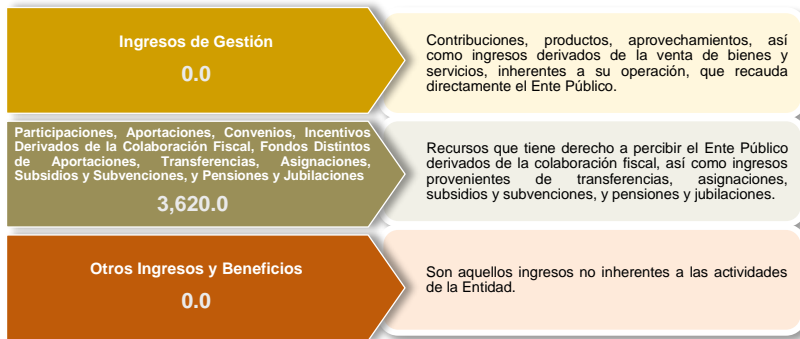 Ingresos de Gestión
0.0
Contribuciones, productos, aprovechamientos, así
como ingresos derivados de la venta de bienes y
servicios, inherentes a su operación, que recauda
directamente el Ente Público.
Participaciones, Aportaciones, Convenios, Incentivos
Derivados de la Colaboración Fiscal, Fondos Distintos
de Aportaciones, Transferencias, Asignaciones,
Subsidios y Subvenciones, y Pensiones y Jubilaciones
3,620.0
Recursos que tiene derecho a percibir el Ente Público
derivados de la colaboración fiscal, así como ingresos
provenientes de transferencias, asignaciones,
subsidios y subvenciones, y pensiones y jubilaciones.
Otros Ingresos y Beneficios
0.0
Son aquellos ingresos no inherentes a las actividades
de la Entidad.